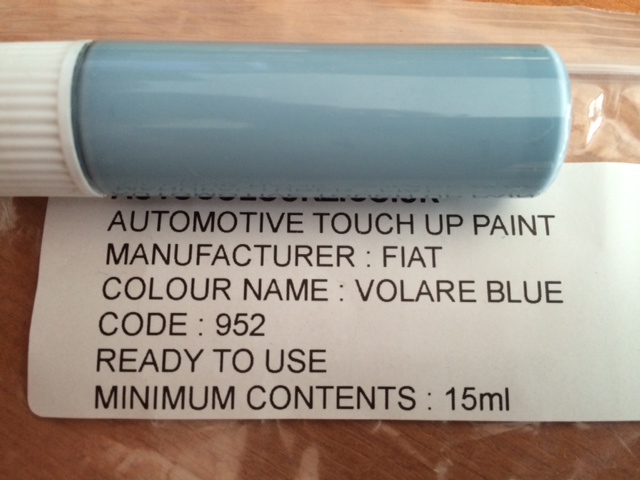 AUTOMOTIVE TOUCH UP PAINT
MANUFACTURER : FIAT
COLOUR NAME : VOLARE BLUE
CODE : 952
READY TO USE
MINIMUM CONTENTS : 15ml